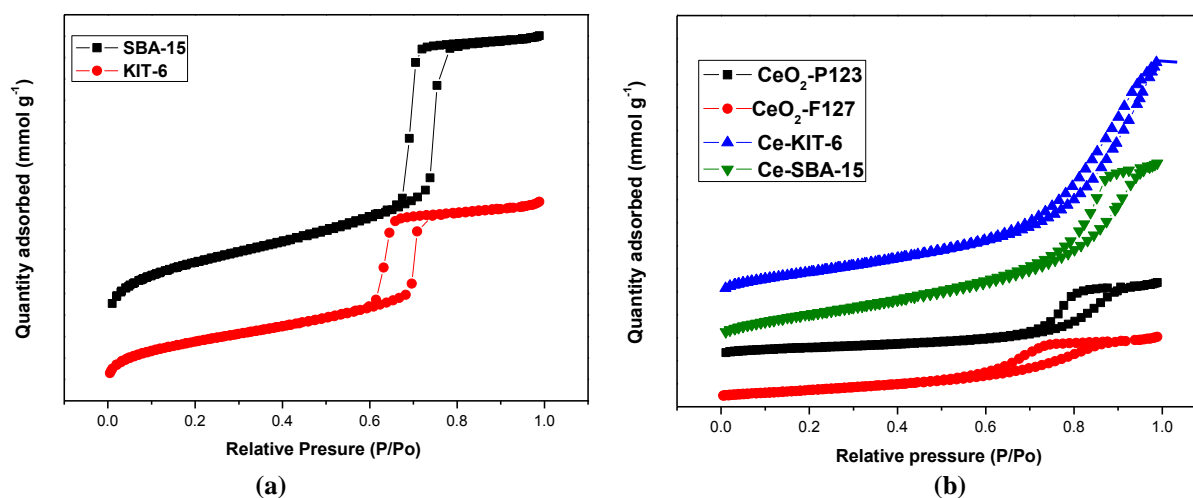 SBA-15
KIT-6
Quantity adsorbed (mmol g⁻¹)
0.0 0.2 0.4 0.6 0.8 1.0
Relative Presure (P/Po)
(a)
CeO₂-P123
CeO₂-F127
Ce-KIT-6
Ce-SBA-15
Quantity adsorbed (mmol g⁻¹)
0.0 0.2 0.4 0.6 0.8 1.0
Relative pressure (P/Po)
(b)